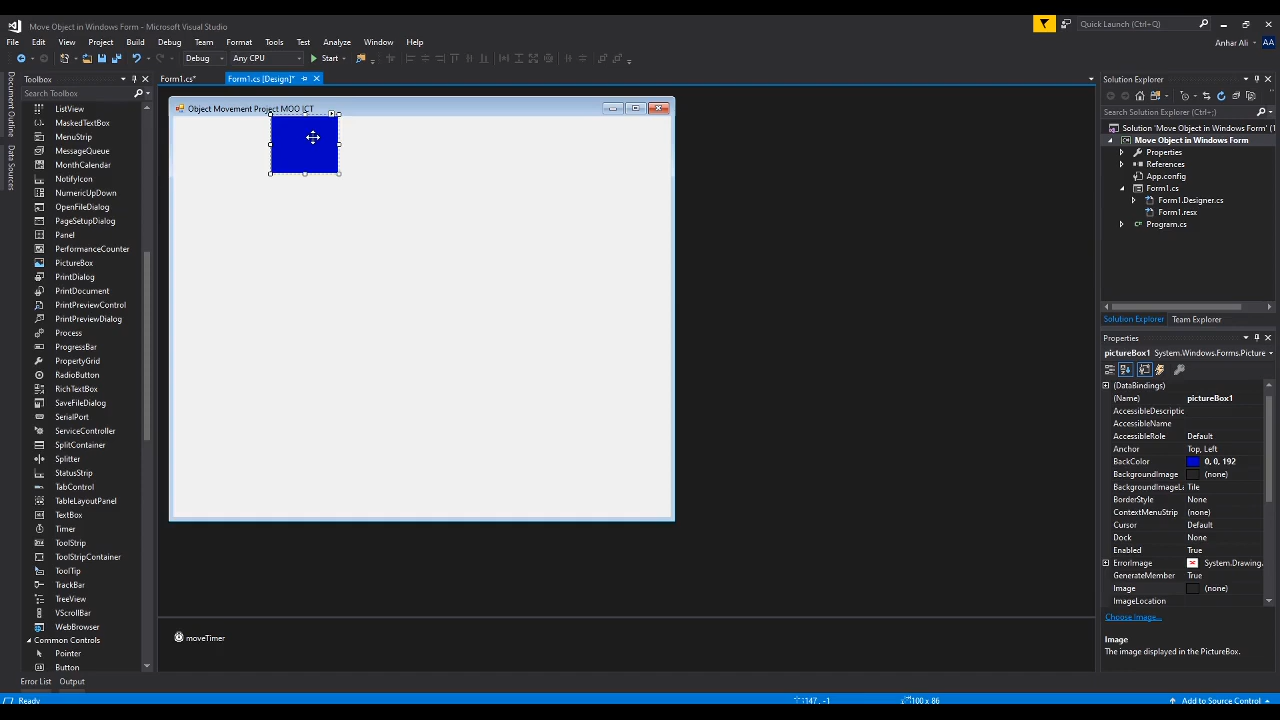 Move Object in Windows Form - Microsoft Visual Studio
Quick Launch (Ctrl+Q)
File Edit View Project Build Debug Team Format Tools Test Analyze Window Help
Anhar Ali AA
Debug Any CPU Start
Document Outline
Data Sources
Toolbox
Search Toolbox
ListView
MaskedTextBox
MenuStrip
MessageQueue
MonthCalendar
NotifyIcon
NumericUpDown
OpenFileDialog
PageSetupDialog
Panel
PerformanceCounter
PictureBox
PrintDialog
PrintDocument
PrintPreviewControl
PrintPreviewDialog
Process
ProgressBar
PropertyGrid
RadioButton
RichTextBox
SaveFileDialog
SerialPort
ServiceController
SplitContainer
Splitter
StatusStrip
TabControl
TableLayoutPanel
TextBox
Timer
ToolStrip
ToolStripContainer
ToolTip
TrackBar
TreeView
VScrollBar
WebBrowser
Common Controls
Pointer
Button
Form1.cs*
Form1.cs [Design]*
Object Movement Project MOO ICT
moveTimer
Solution Explorer
Search Solution Explorer (Ctrl+;)
Solution 'Move Object in Windows Form' (1 project)
Move Object in Windows Form
Properties
References
App.config
Form1.cs
Form1.Designer.cs
Form1.resx
Program.cs
Solution Explorer Team Explorer
Properties
pictureBox1 System.Windows.Forms.Picture
(DataBindings)
(Name) pictureBox1
AccessibleDescriptic
AccessibleName
AccessibleRole Default
Anchor Top, Left
BackColor 0, 0, 192
BackgroundImage (none)
BackgroundImageLa Tile
BorderStyle None
ContextMenuStrip (none)
Cursor Default
Dock None
Enabled True
ErrorImage System.Drawing.
GenerateMember True
Image (none)
ImageLocation
Choose Image...
Image
The image displayed in the PictureBox.
Error List Output
Ready
147 , -1
100 x 86
Add to Source Control